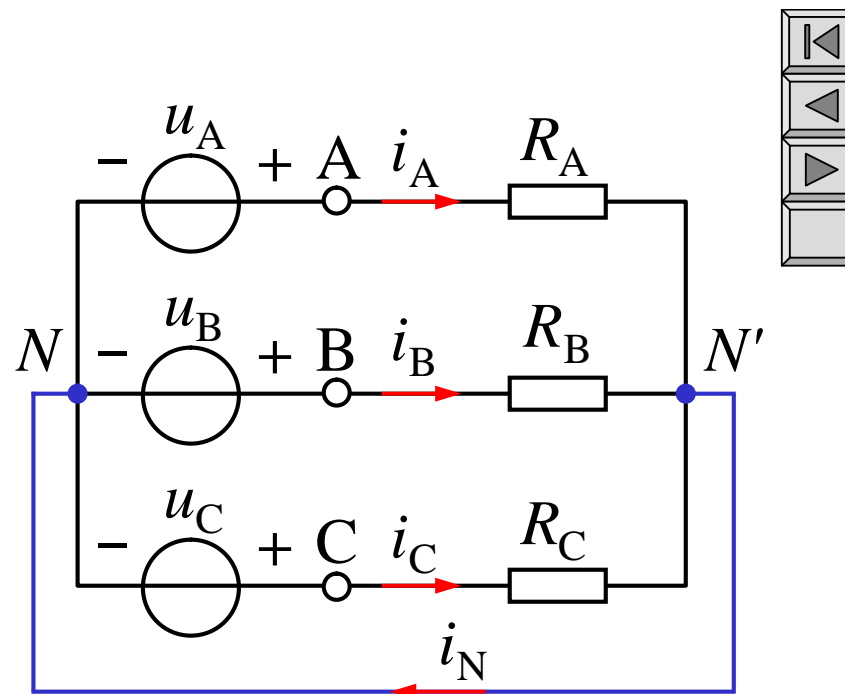 u_A
− + A i_A R_A
u_B
N − + B i_B R_B N′
u_C
− + C i_C R_C
i_N